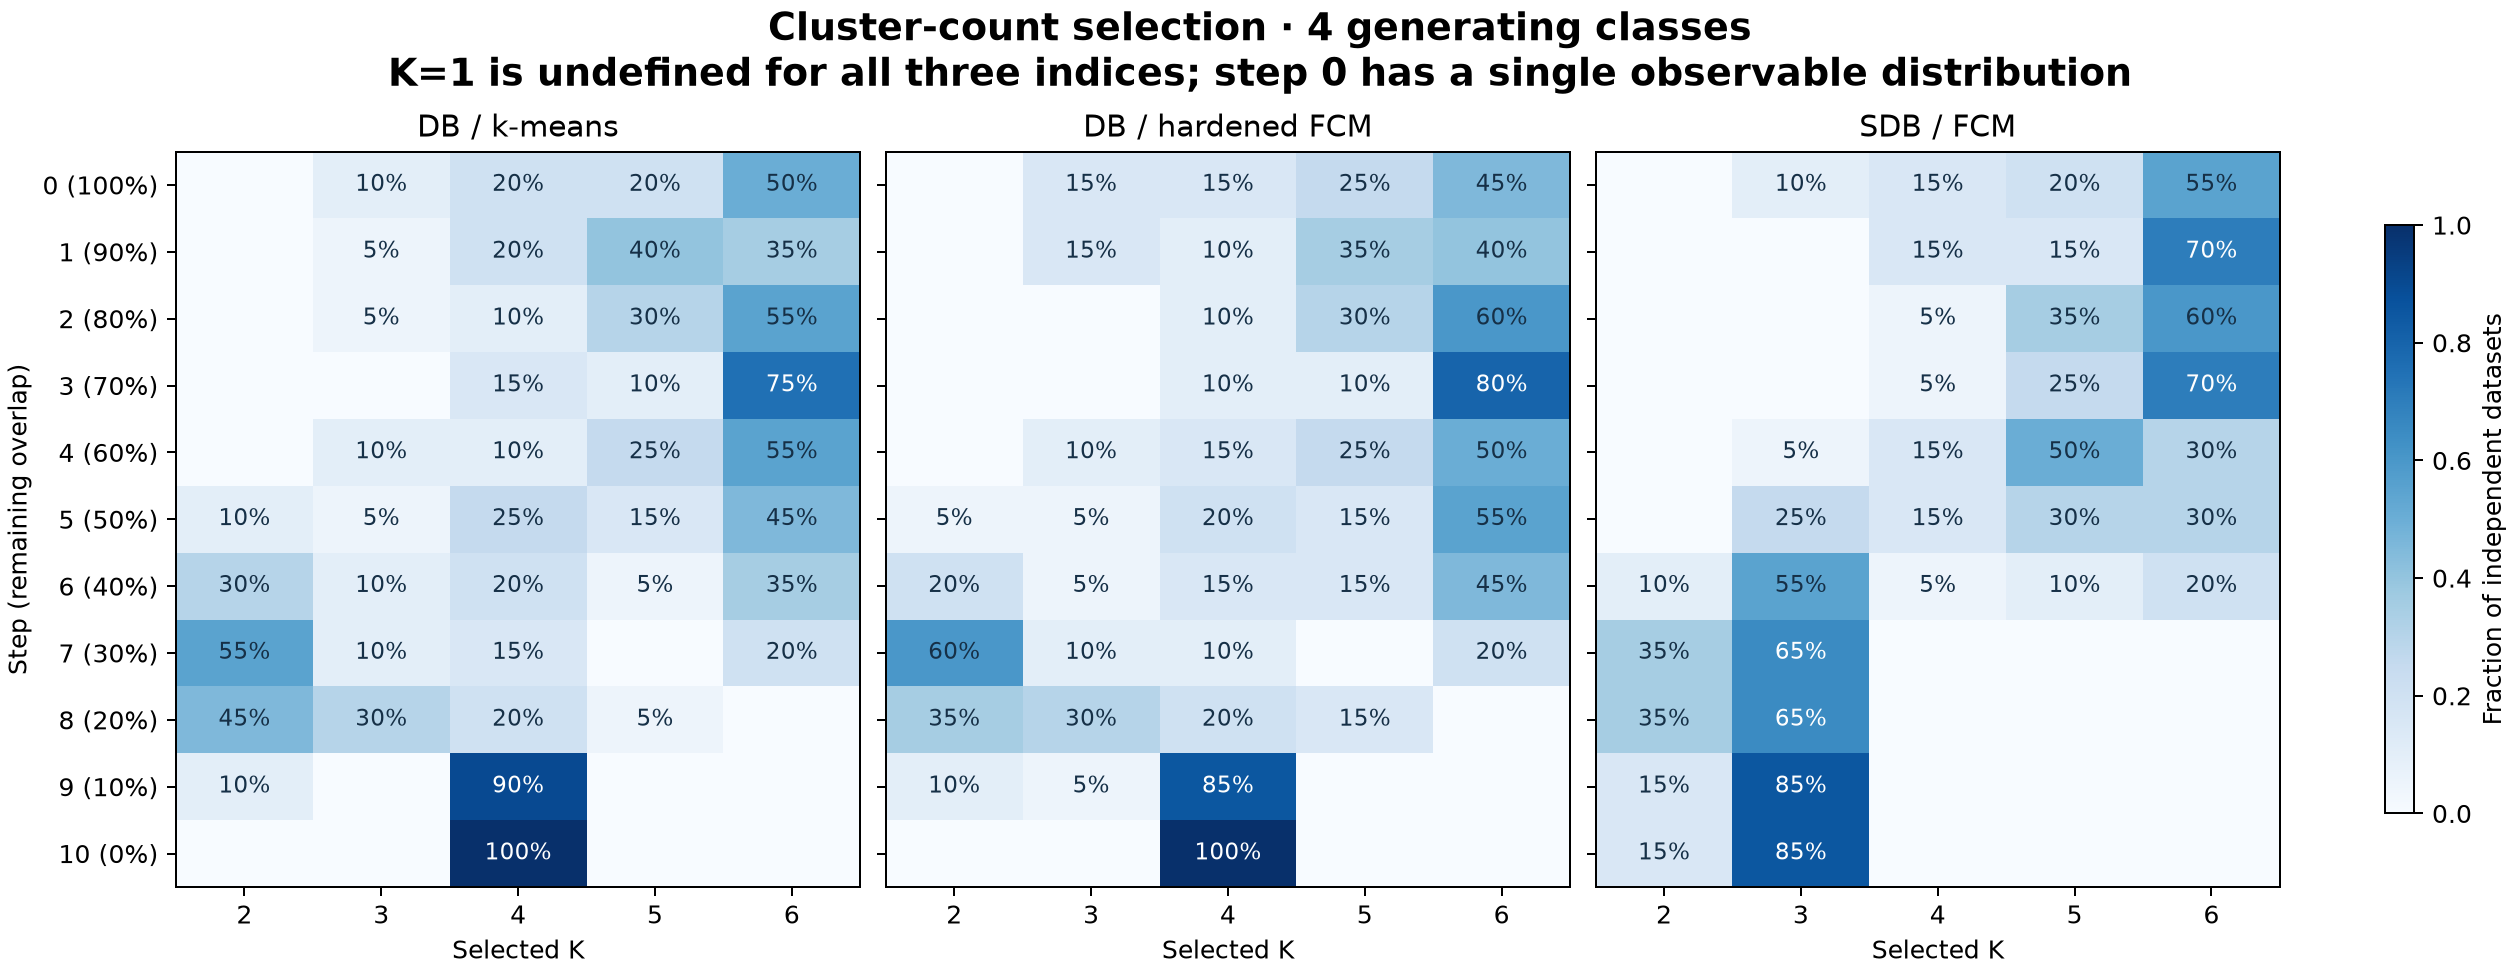 Cluster-count selection · 4 generating classes
K=1 is undefined for all three indices; step 0 has a single observable distribution
DB / k-means
DB / hardened FCM
SDB / FCM
Step (remaining overlap)
0 (100%) 10% 20% 20% 50% 15% 15% 25% 45% 10% 15% 20% 55%
1 (90%) 5% 20% 40% 35% 15% 10% 35% 40% 15% 15% 70%
2 (80%) 5% 10% 30% 55% 10% 30% 60% 5% 35% 60%
3 (70%) 15% 10% 75% 10% 10% 80% 5% 25% 70%
4 (60%) 10% 10% 25% 55% 10% 15% 25% 50% 5% 15% 50% 30%
5 (50%) 10% 5% 25% 15% 45% 5% 5% 20% 15% 55% 25% 15% 30% 30%
6 (40%) 30% 10% 20% 5% 35% 20% 5% 15% 15% 45% 10% 55% 5% 10% 20%
7 (30%) 55% 10% 15% 20% 60% 10% 10% 20% 35% 65%
8 (20%) 45% 30% 20% 5% 35% 30% 20% 15% 35% 65%
9 (10%) 10% 90% 10% 5% 85% 15% 85%
10 (0%) 100% 100% 15% 85%
2 3 4 5 6 2 3 4 5 6 2 3 4 5 6
Selected K
Selected K
Selected K
1.0
0.8
0.6
0.4
0.2
0.0
Fraction of independent datasets